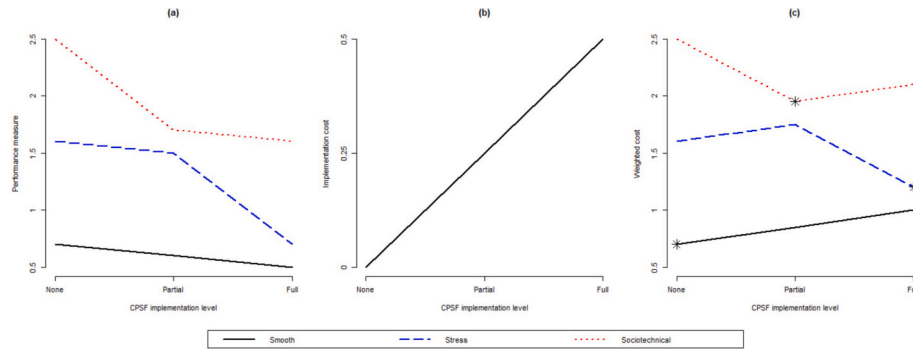 (a)
Performance measure
2.5
2
1.5
1
0.5
None Partial Full
CPSF implementation level
(b)
Implementation cost
0.5
0.25
0
None Partial Full
CPSF implementation level
(c)
Weighted cost
2.5
2
1.5
1
0.5
None Partial Fu
CPSF implementation level
Smooth Stress Sociotechnical